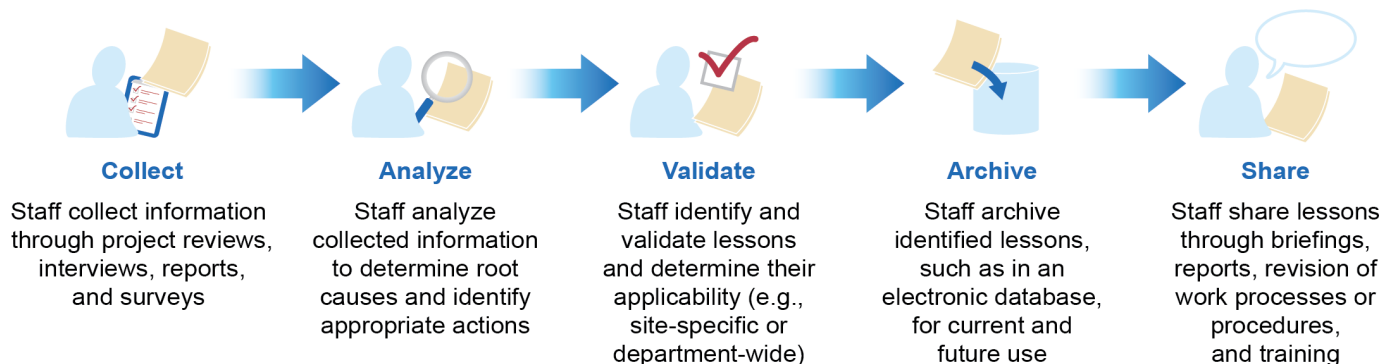 Collect
Staff collect information
through project reviews,
interviews, reports,
and surveys
Analyze
Staff analyze
collected information
to determine root
causes and identify
appropriate actions
Validate
Staff identify and
validate lessons
and determine their
applicability (e.g.,
site-specific or
department-wide)
Archive
Staff archive
identified lessons,
such as in an
electronic database,
for current and
future use
Share
Staff share lessons
through briefings,
reports, revision of
work processes or
procedures,
and training